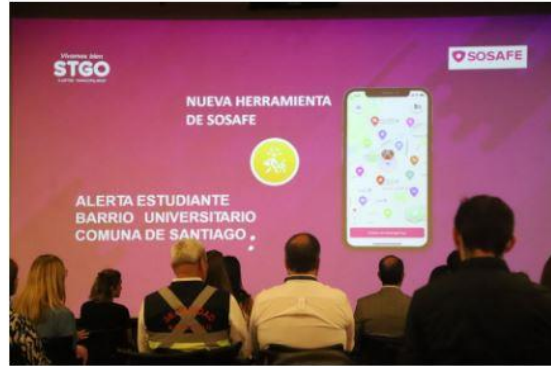 Vivamos bien
STGO
SOSAFE
NUEVA HERRAMIENTA
DE SOSAFE
ALERTA ESTUDIANTE
BARRIO UNIVERSITARIO
COMUNA DE SANTIAGO